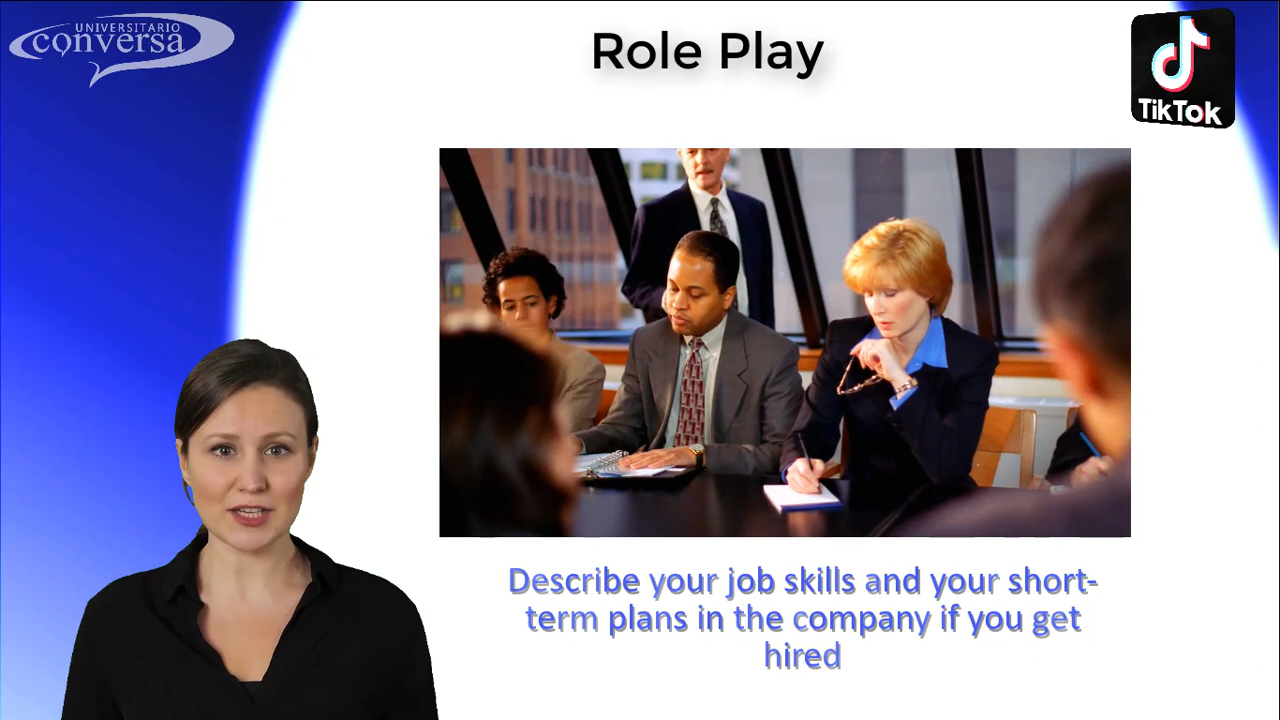 UNIVERSITARIO
conversa
Role Play
TikTok
Describe your job skills and your short-
term plans in the company if you get
hired